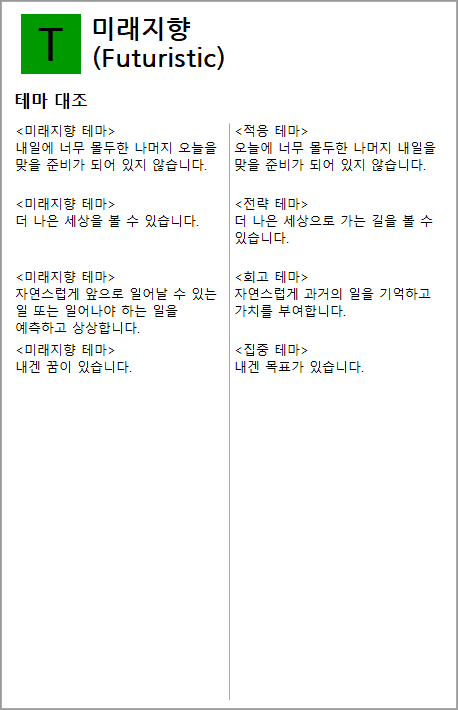 T
미래지향
(Futuristic)
테마 대조
<미래지향 테마>
내일에 너무 몰두한 나머지 오늘을
맞을 준비가 되어 있지 않습니다.
<적응 테마>
오늘에 너무 몰두한 나머지 내일을
맞을 준비가 되어 있지 않습니다.
<미래지향 테마>
더 나은 세상을 볼 수 있습니다.
<전략 테마>
더 나은 세상으로 가는 길을 볼 수
있습니다.
<미래지향 테마>
자연스럽게 앞으로 일어날 수 있는
일 또는 일어나야 하는 일을
예측하고 상상합니다.
<회고 테마>
자연스럽게 과거의 일을 기억하고
가치를 부여합니다.
<미래지향 테마>
내겐 꿈이 있습니다.
<집중 테마>
내겐 목표가 있습니다.